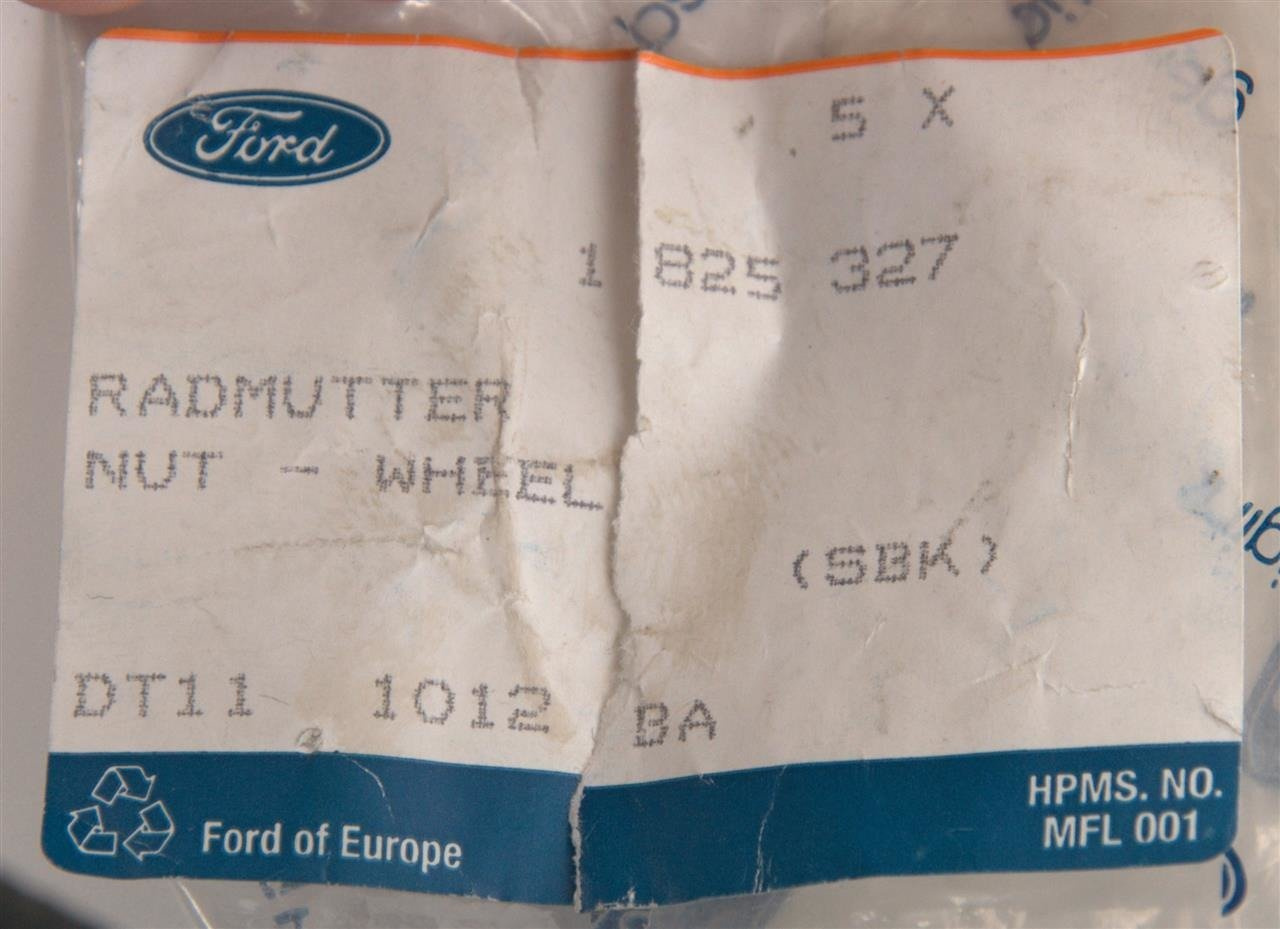 Ford
5 X
1 825 327
RADMUTTER
NUT - WHEEL
(SBK)
DT11 1012 BA
Ford of Europe
HPMS. NO.
MFL 001